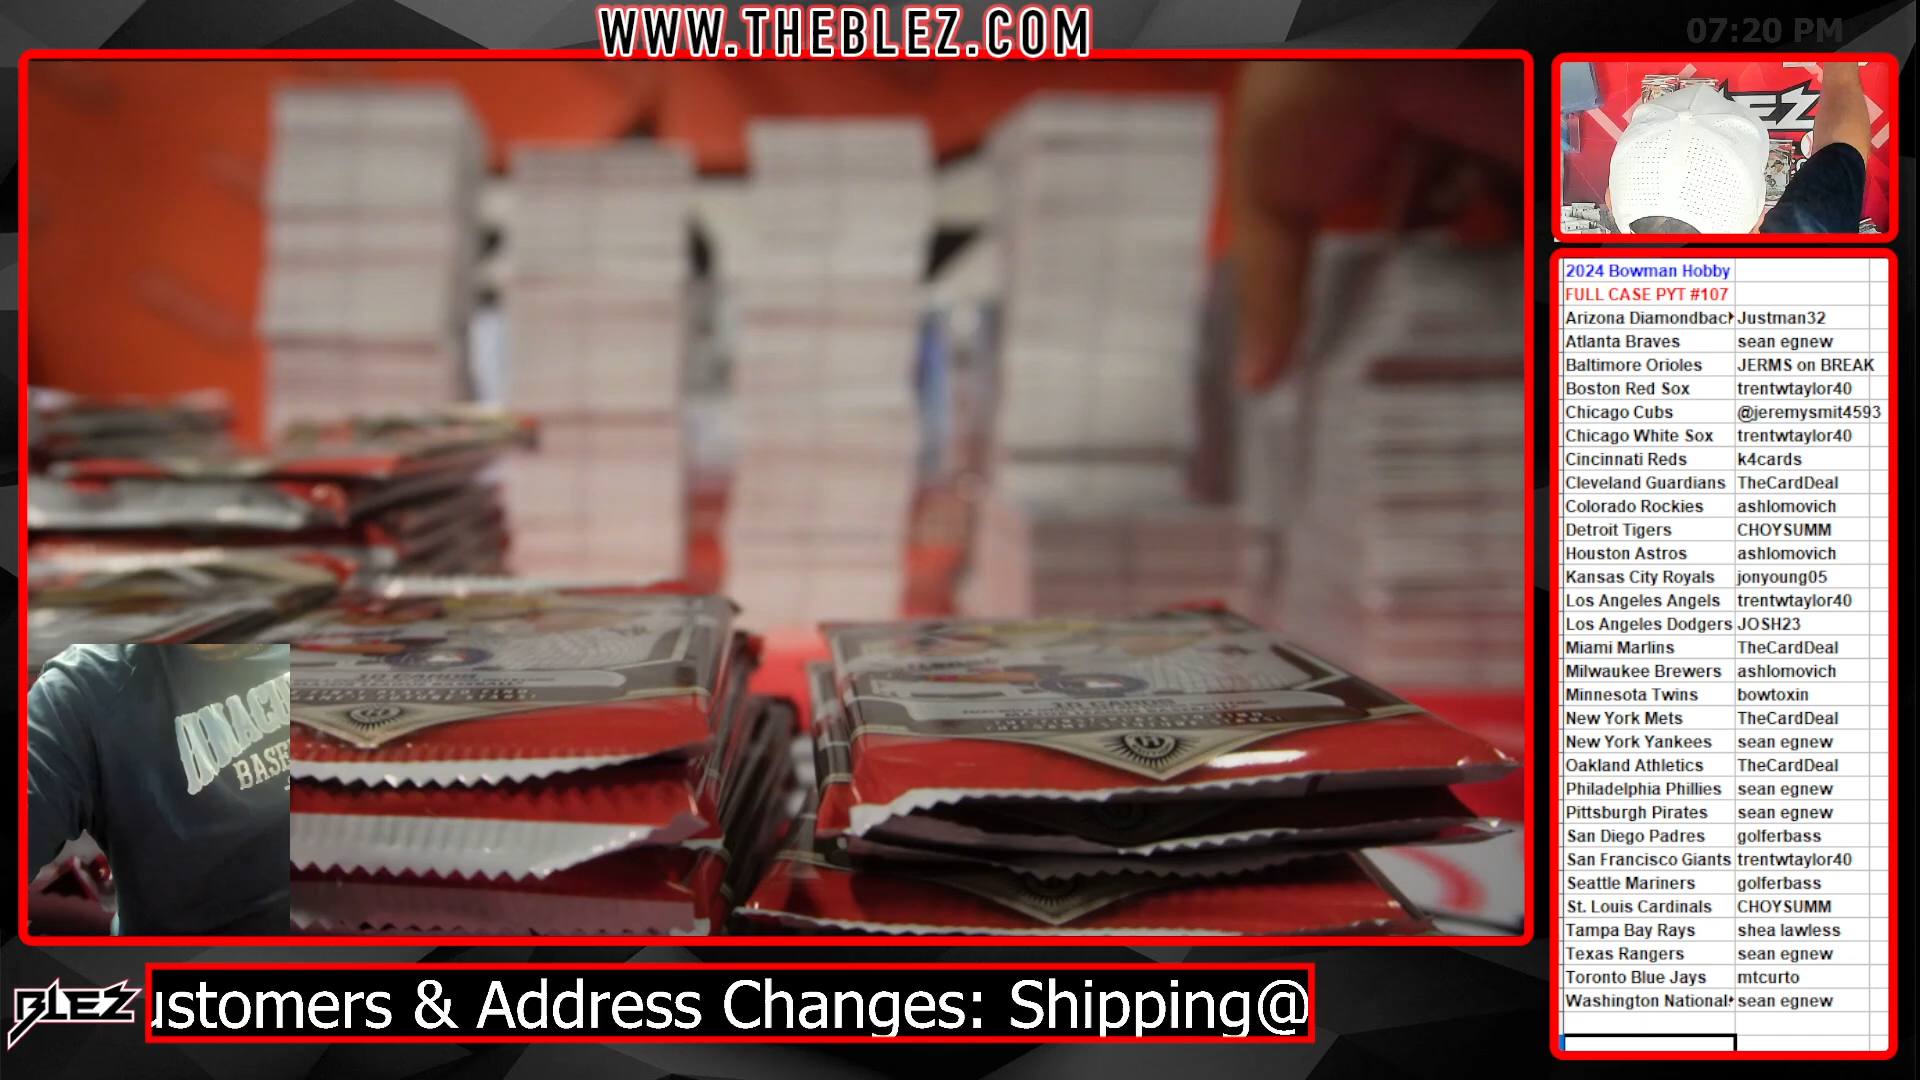 WWW.THEBLEZ.COM
07:20 PM
2024 Bowman Hobby
FULL CASE PYT #107
Arizona Diamondback Justman32
Atlanta Braves sean egnew
Baltimore Orioles JERMS on BREAK
Boston Red Sox trentwtaylor40
Chicago Cubs @jeremysmit4593
Chicago White Sox trentwtaylor40
Cincinnati Reds k4cards
Cleveland Guardians TheCardDeal
Colorado Rockies ashlomovich
Detroit Tigers CHOYSUMM
Houston Astros ashlomovich
Kansas City Royals jonyoung05
Los Angeles Angels trentwtaylor40
Los Angeles Dodgers JOSH23
Miami Marlins TheCardDeal
Milwaukee Brewers ashlomovich
Minnesota Twins bowtoxin
New York Mets TheCardDeal
New York Yankees sean egnew
Oakland Athletics TheCardDeal
Philadelphia Phillies sean egnew
Pittsburgh Pirates sean egnew
San Diego Padres golferbass
San Francisco Giants trentwtaylor40
Seattle Mariners golferbass
St. Louis Cardinals CHOYSUMM
Tampa Bay Rays shea lawless
Texas Rangers sean egnew
Toronto Blue Jays mtcurto
Washington National sean egnew
10 CARDS
10 CARDS
BLEZ
ustomers & Address Changes: Shipping@